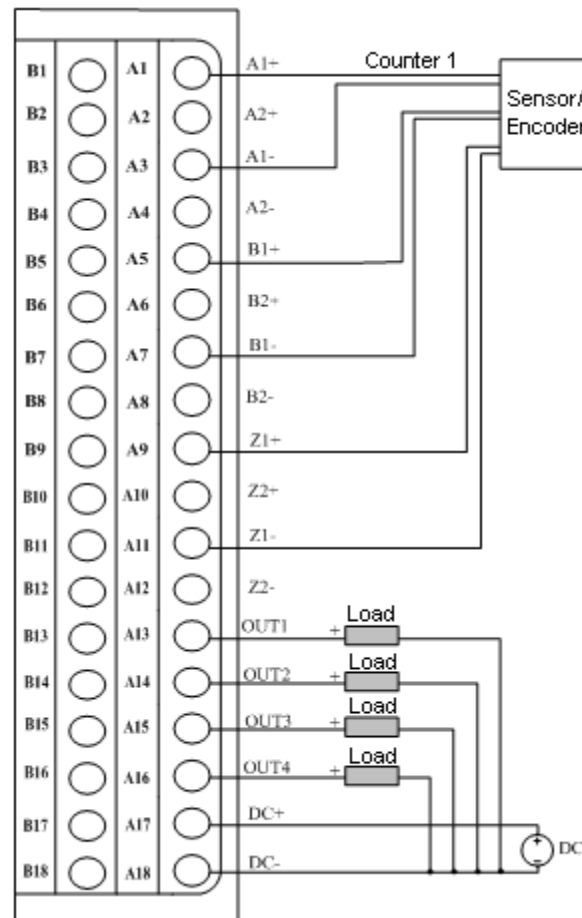 B1 A1 A1+ Counter 1
B2 A2 A2+ Sensor/
Encoder
B3 A3 A1-
B4 A4 A2-
B5 A5 B1+
B6 A6 B2+
B7 A7 B1-
B8 A8 B2-
B9 A9 Z1+
B10 A10 Z2+
B11 A11 Z1-
B12 A12 Z2-
Load
B13 A13 OUT1 +
Load
B14 A14 OUT2 +
Load
B15 A15 OUT3 +
Load
B16 A16 OUT4 +
B17 A17 DC+
+
- DC
B18 A18 DC-